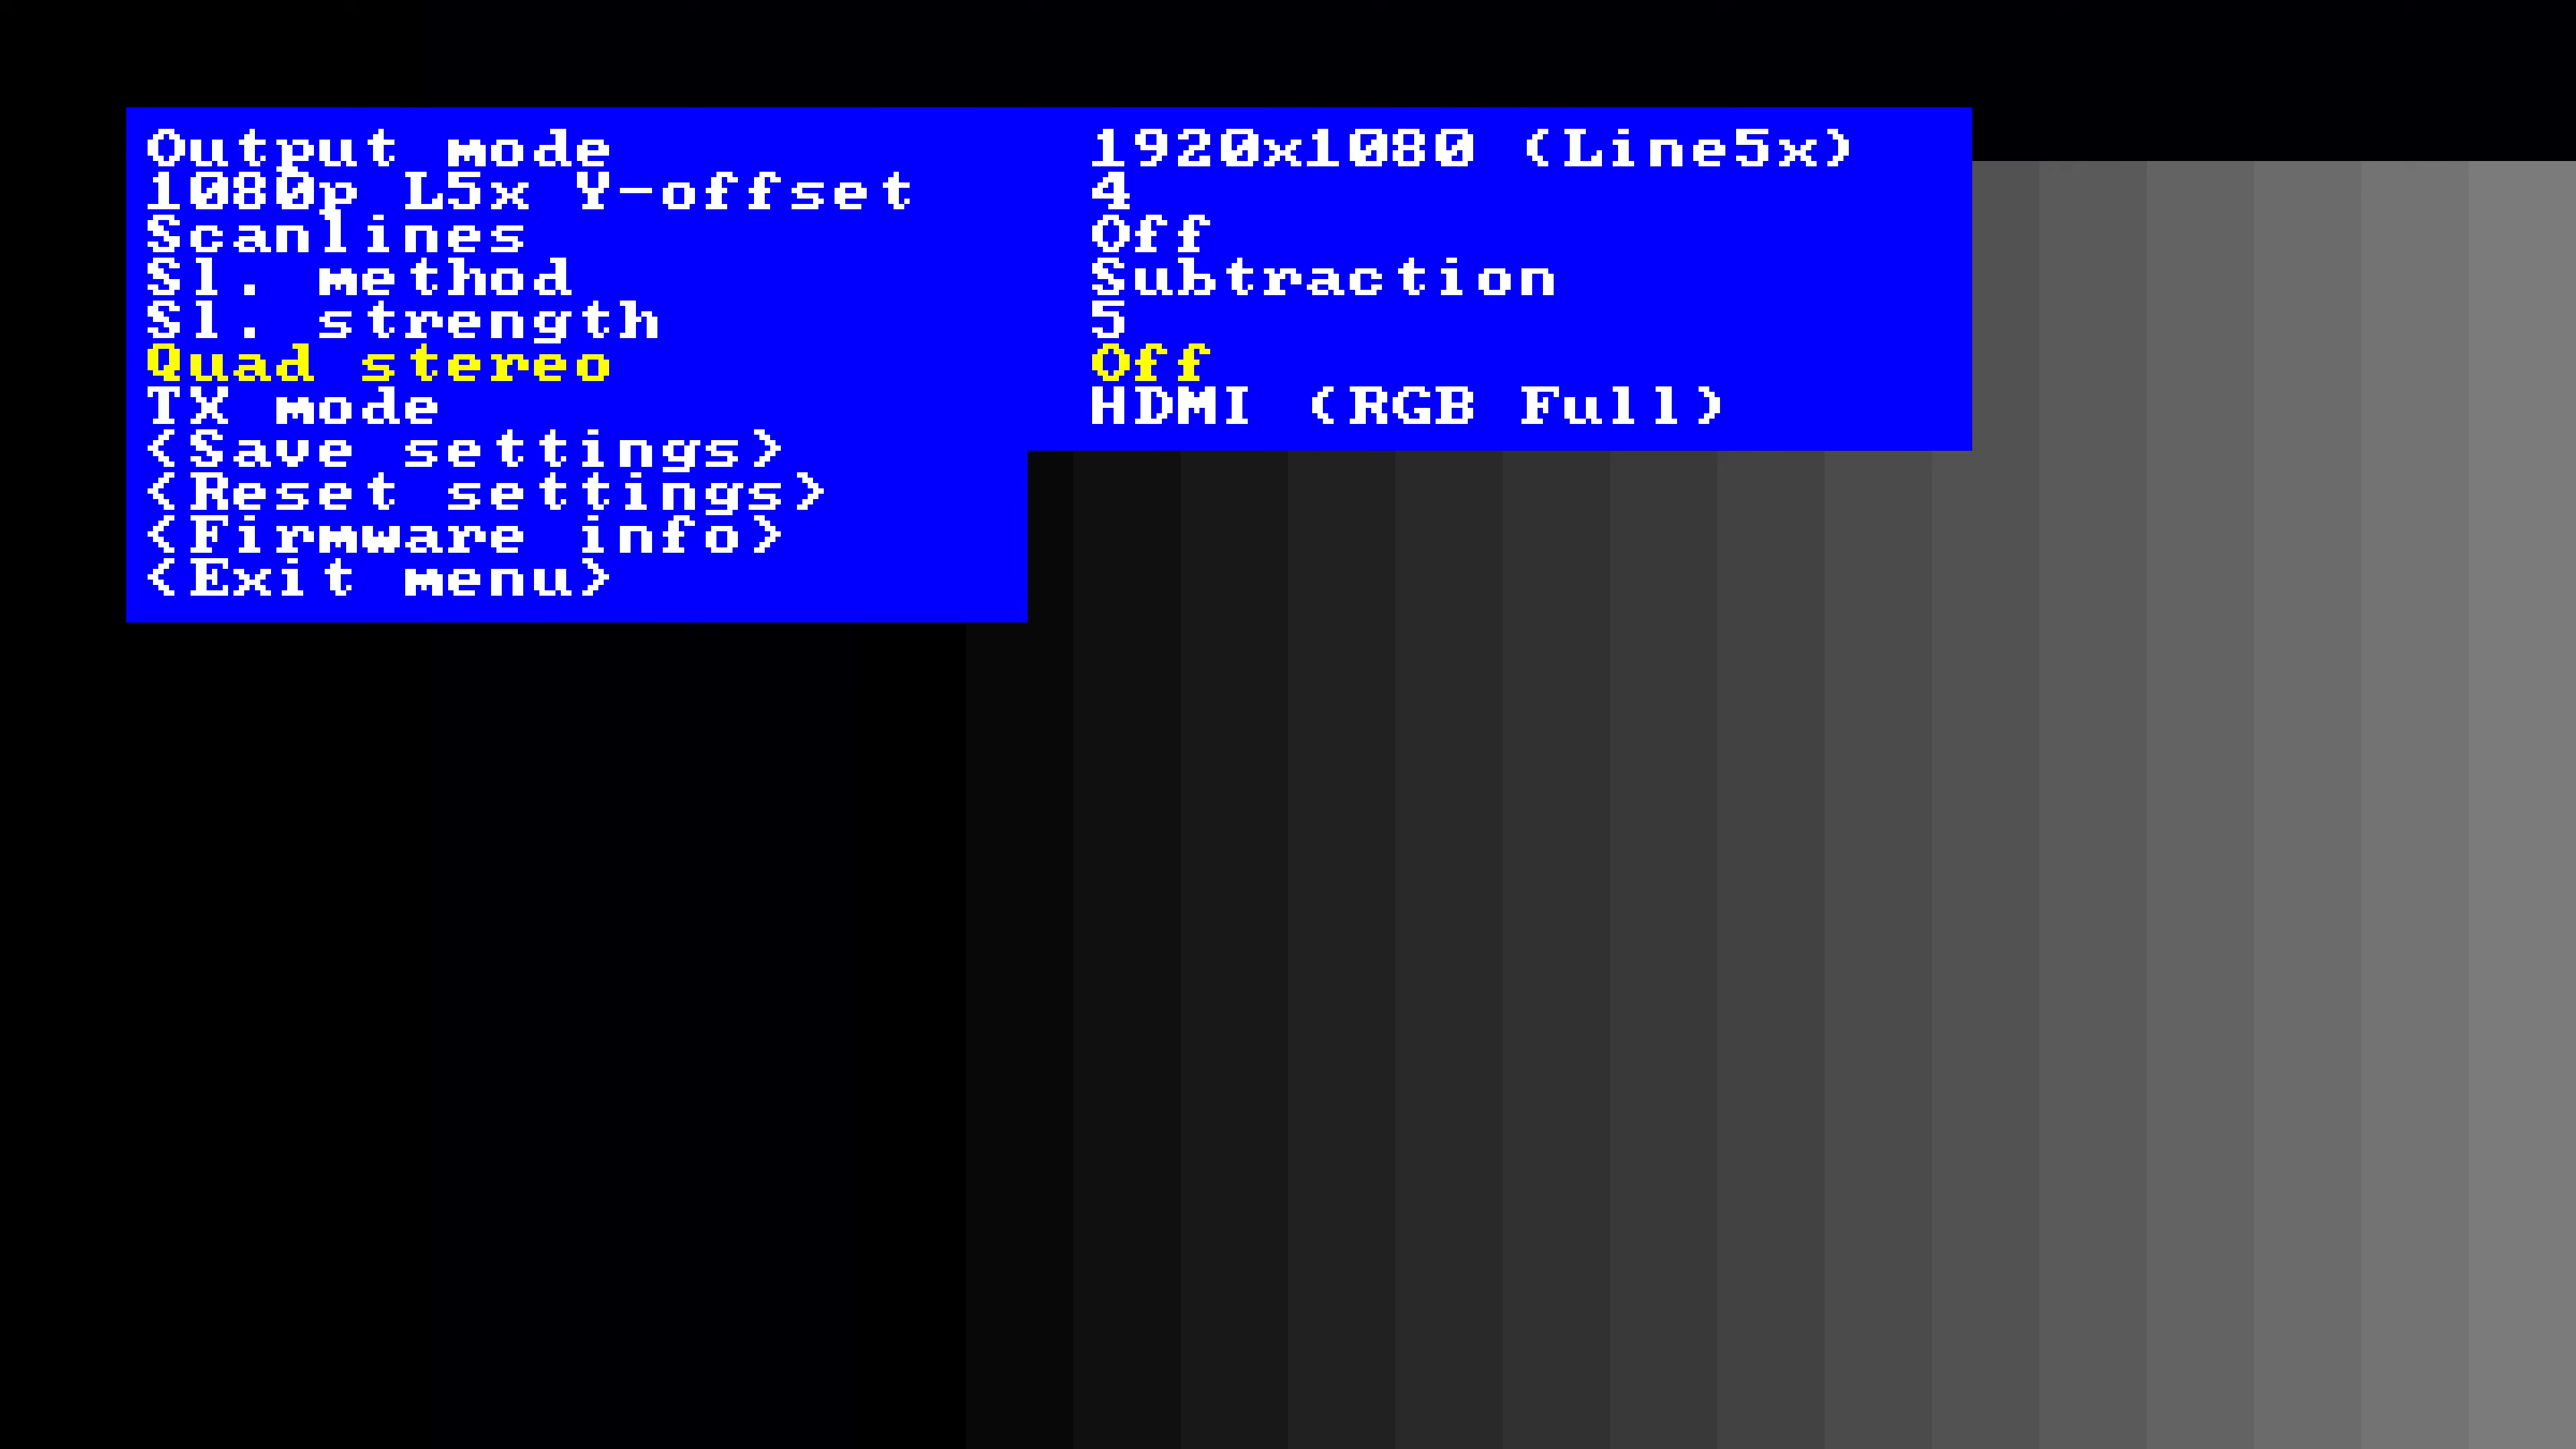 Output mode 1920x1080 (Line5x)
1080p L5x Y-offset 4
Scanlines Off
Sl. method Subtraction
Sl. strength 5
Quad stereo Off
TX mode HDMI (RGB Full)
<Save settings>
<Reset settings>
<Firmware info>
<Exit menu>